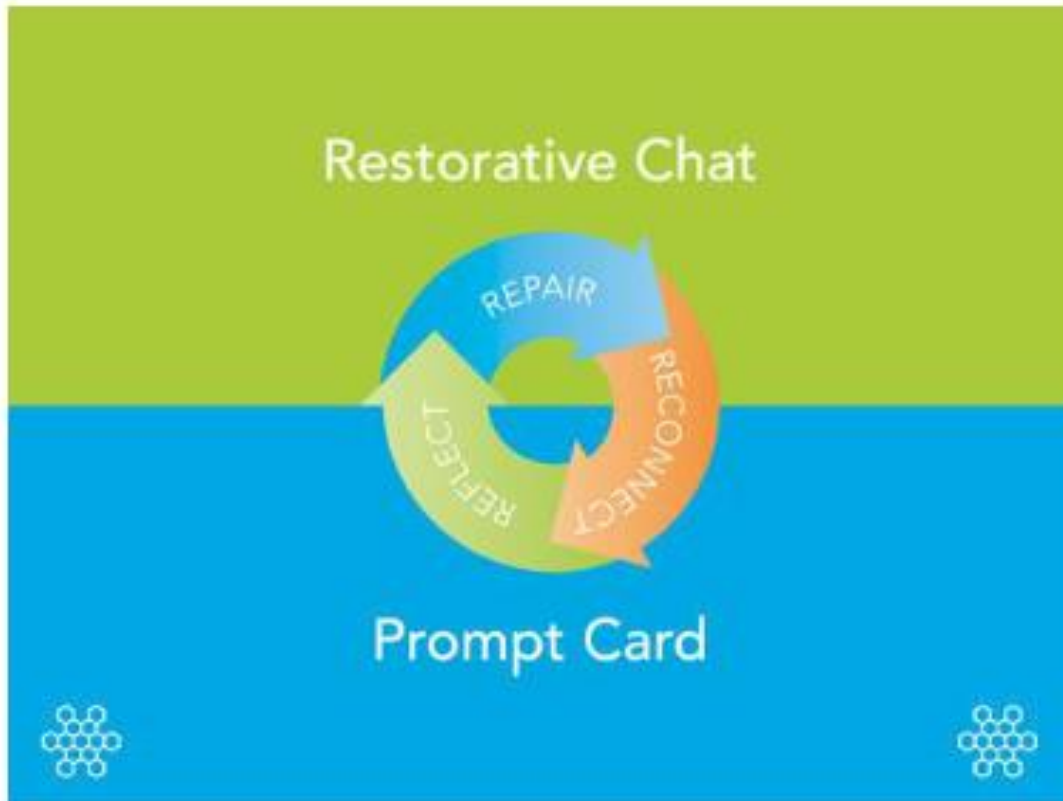 Restorative Chat
REPAIR
RECONNECT
REFLECT
Prompt Card